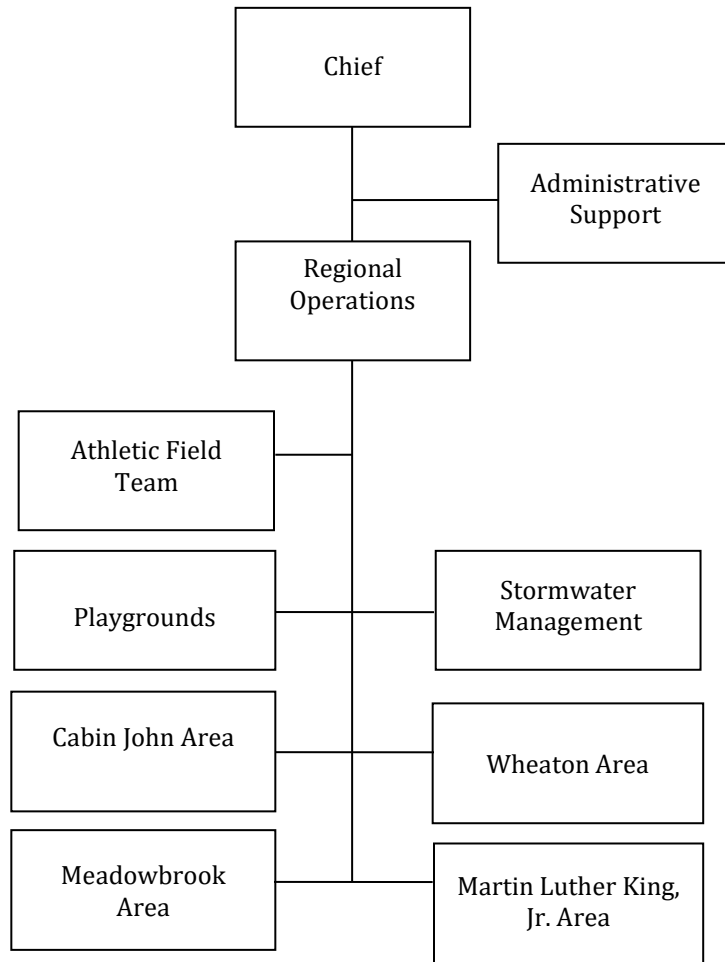 Chief
Administrative
Support
Regional
Operations
Athletic Field
Team
Playgrounds
Stormwater
Management
Cabin John Area
Wheaton Area
Meadowbrook
Area
Martin Luther King,
Jr. Area